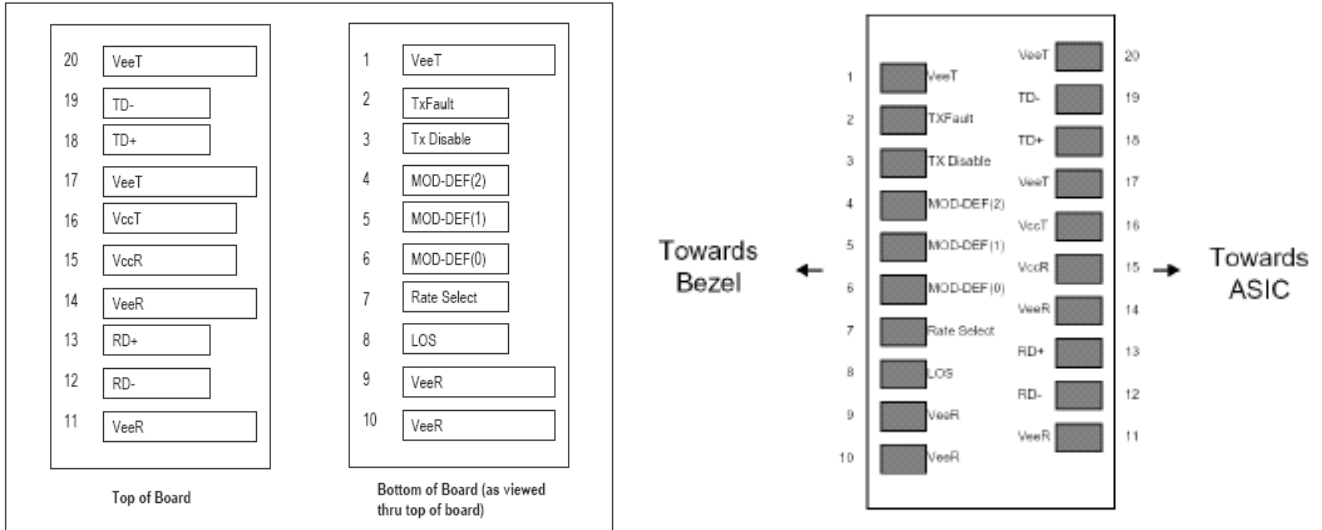 20 VeeT
19 TD-
18 TD+
17 VeeT
16 VccT
15 VccR
14 VeeR
13 RD+
12 RD-
11 VeeR
Top of Board
1 VeeT
2 TxFault
3 Tx Disable
4 MOD-DEF(2)
5 MOD-DEF(1)
6 MOD-DEF(0)
7 Rate Select
8 LOS
9 VeeR
10 VeeR
Bottom of Board (as viewed
thru top of board)
Towards
Bezel
1 VeeT
2 TXFault
3 TX Disable
4 MOD-DEF(2)
5 MOD-DEF(1)
6 MOD-DEF(0)
7 Rate Select
8 LOS
9 VeeR
10 VeeR
VeeT 20
TD- 19
TD+ 18
VeeT 17
VccT 16
VccR 15
VeeR 14
RD+ 13
RD- 12
VeeR 11
Towards
ASIC